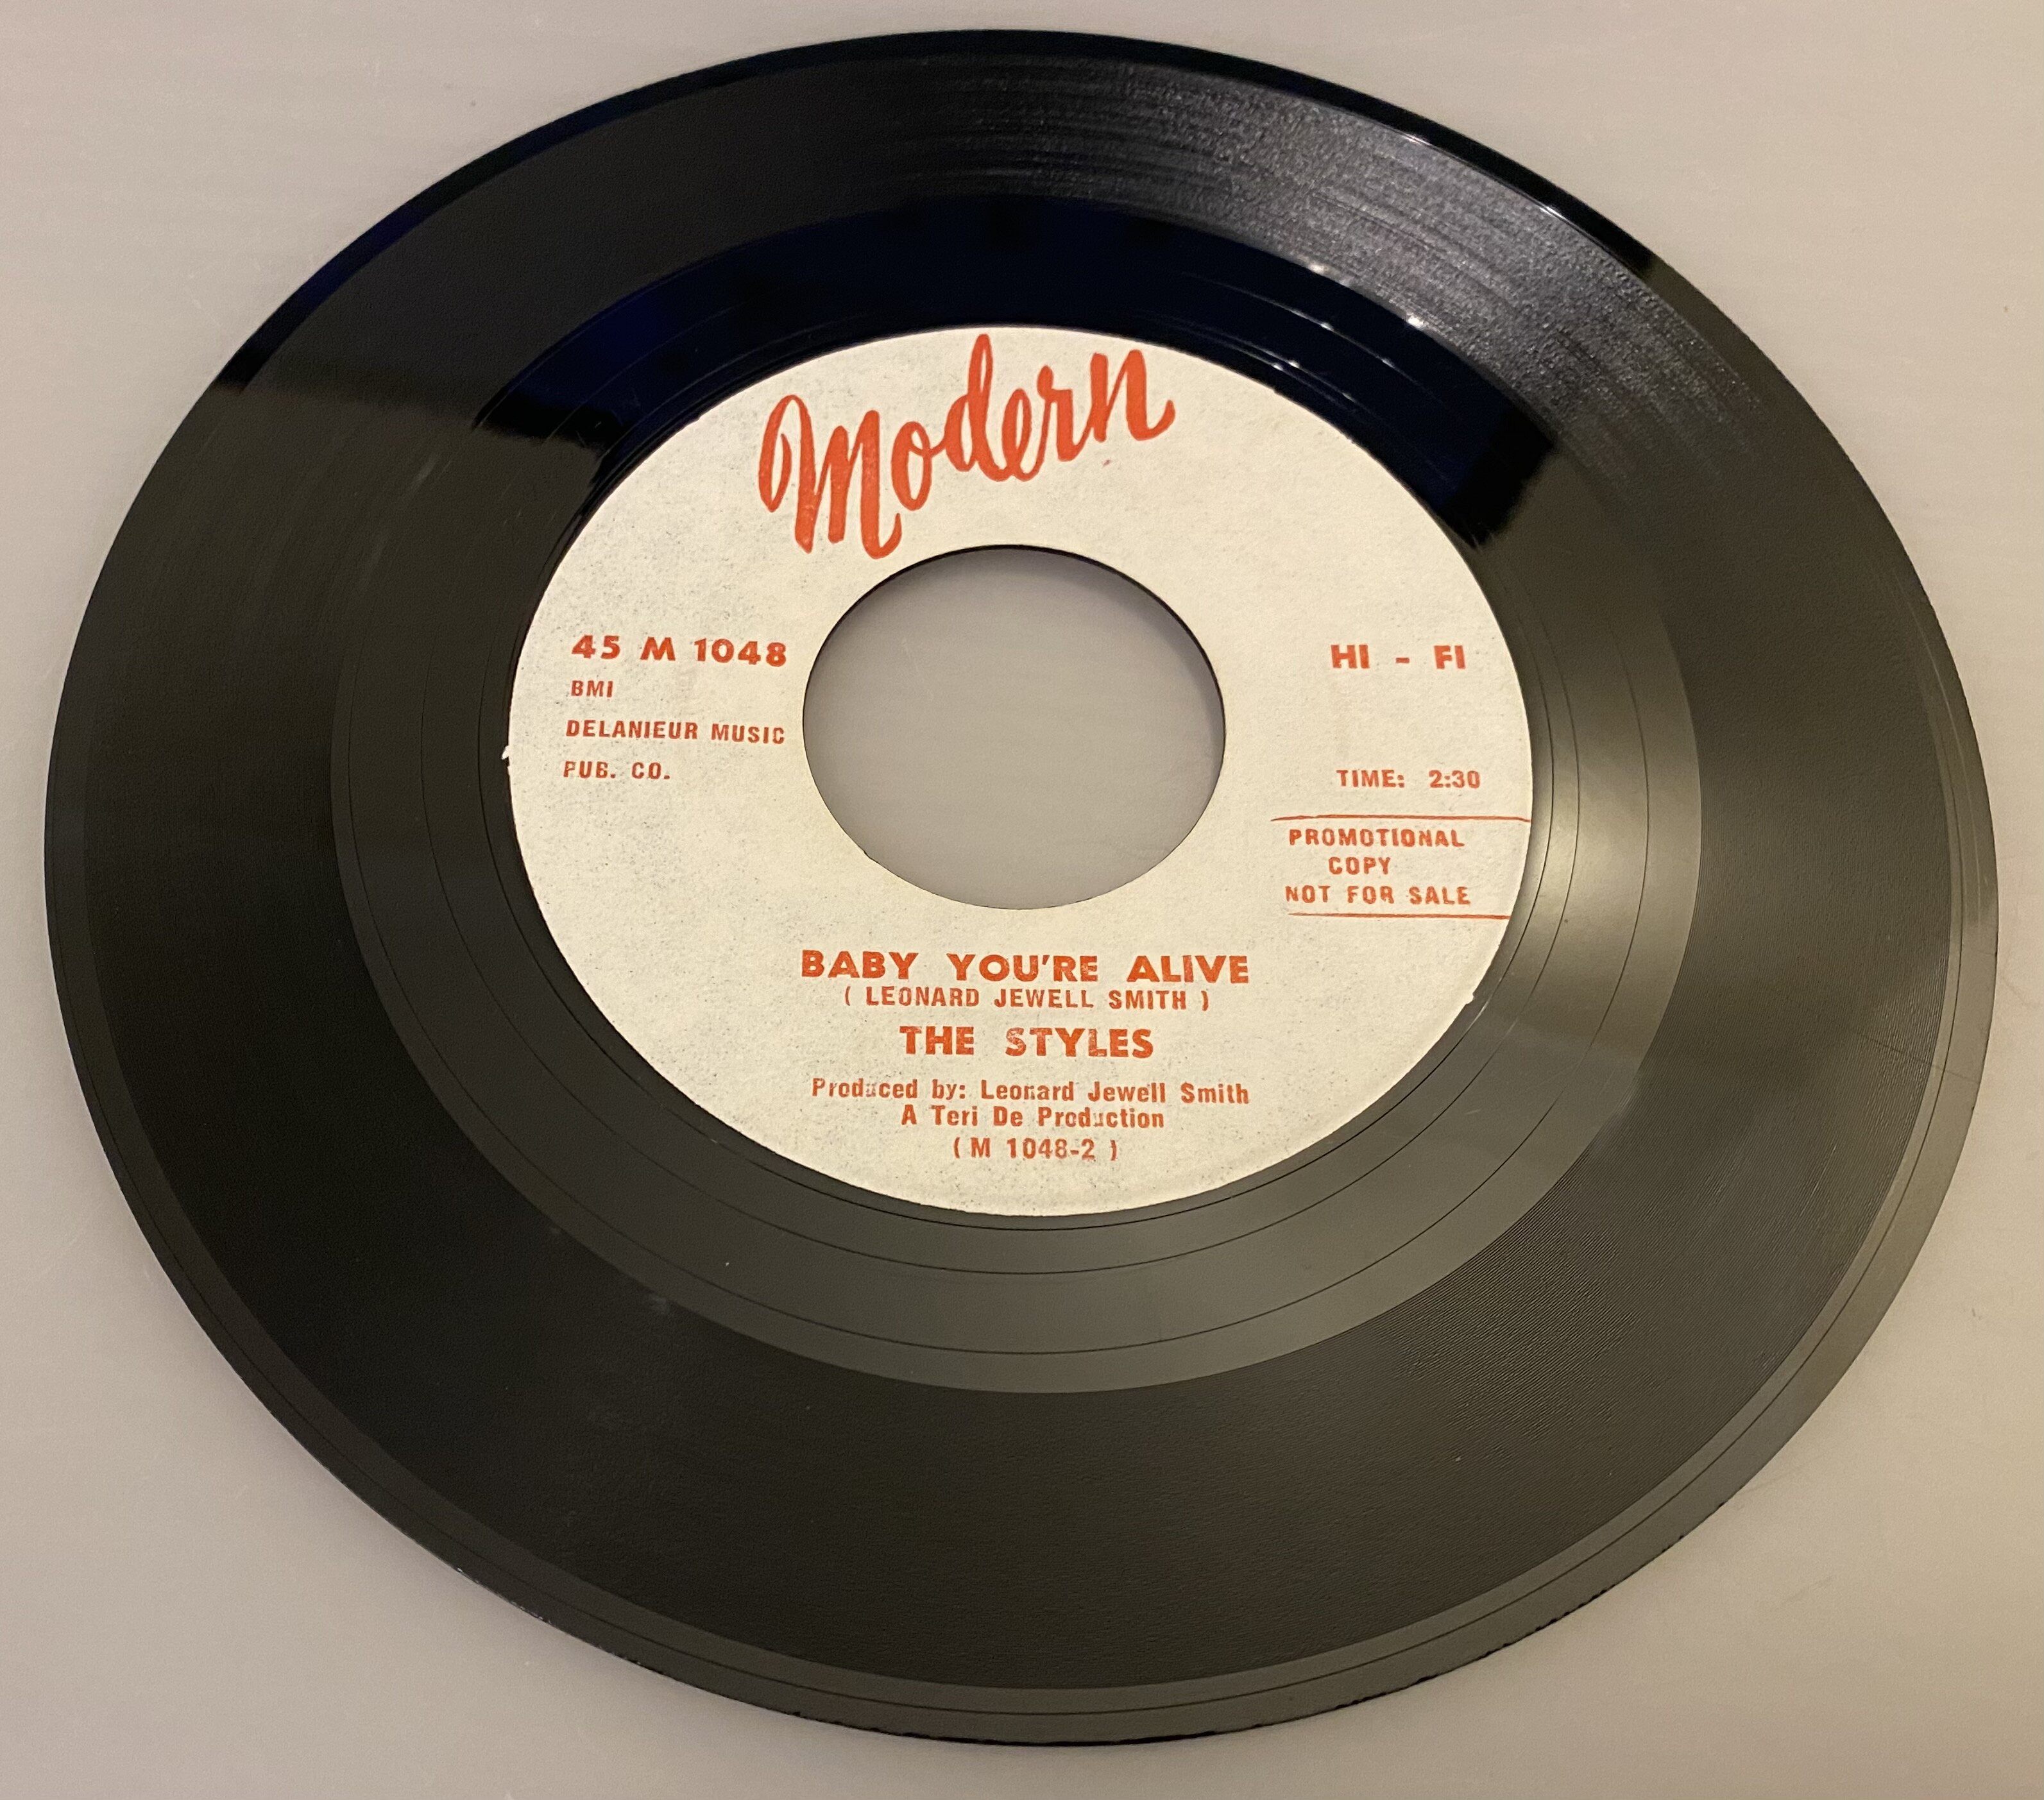 Modern
45 M 1048
BMI
DELANIEUR MUSIC
PUB. CO.
HI - FI
TIME: 2:30
PROMOTIONAL
COPY
NOT FOR SALE
BABY YOU'RE ALIVE
( LEONARD JEWELL SMITH )
THE STYLES
Produced by: Leonard Jewell Smith
A Teri De Production
( M 1048-2 )